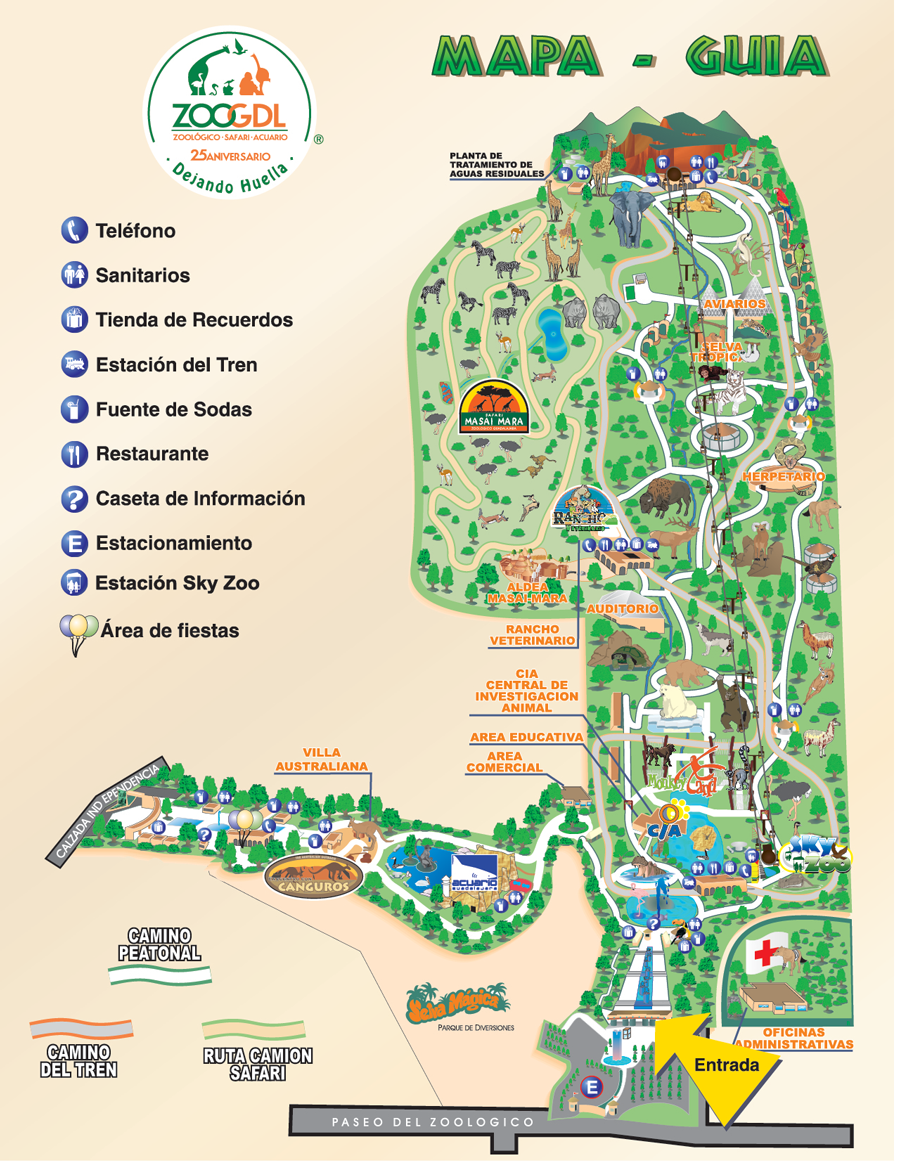 MAPA - GUIA
ZOOGDL
ZOOLÓGICO · SAFARI · ACUARIO
25ANIVERSARIO
· Dejando Huella ·
®
PLANTA DE
TRATAMIENTO DE
AGUAS RESIDUALES
Teléfono
Sanitarios
Tienda de Recuerdos
Estación del Tren
Fuente de Sodas
Restaurante
? Caseta de Información
E Estacionamiento
Estación Sky Zoo
Área de fiestas
AVIARIOS
SELVA
SAFARI
MASAI MARA
HERPETARIO
ALDEA
MASAI-MARA
AUDITORIO
RANCHO
VETERINARIO
CIA
CENTRAL DE
INVESTIGACION
ANIMAL
AREA EDUCATIVA
AREA
COMERCIAL
VILLA
AUSTRALIANA
Monkey Land
CIA
SKY
ZOO
CALZADA INDEPENDENCIA
?
CANGUROS
acuario
guadalajara
?
CAMINO
PEATONAL
Selva Mágica
PARQUE DE DIVERSIONES
OFICINAS
ADMINISTRATIVAS
CAMINO
DEL TREN
RUTA CAMION
SAFARI
Entrada
E
PASEO DEL ZOOLOGICO